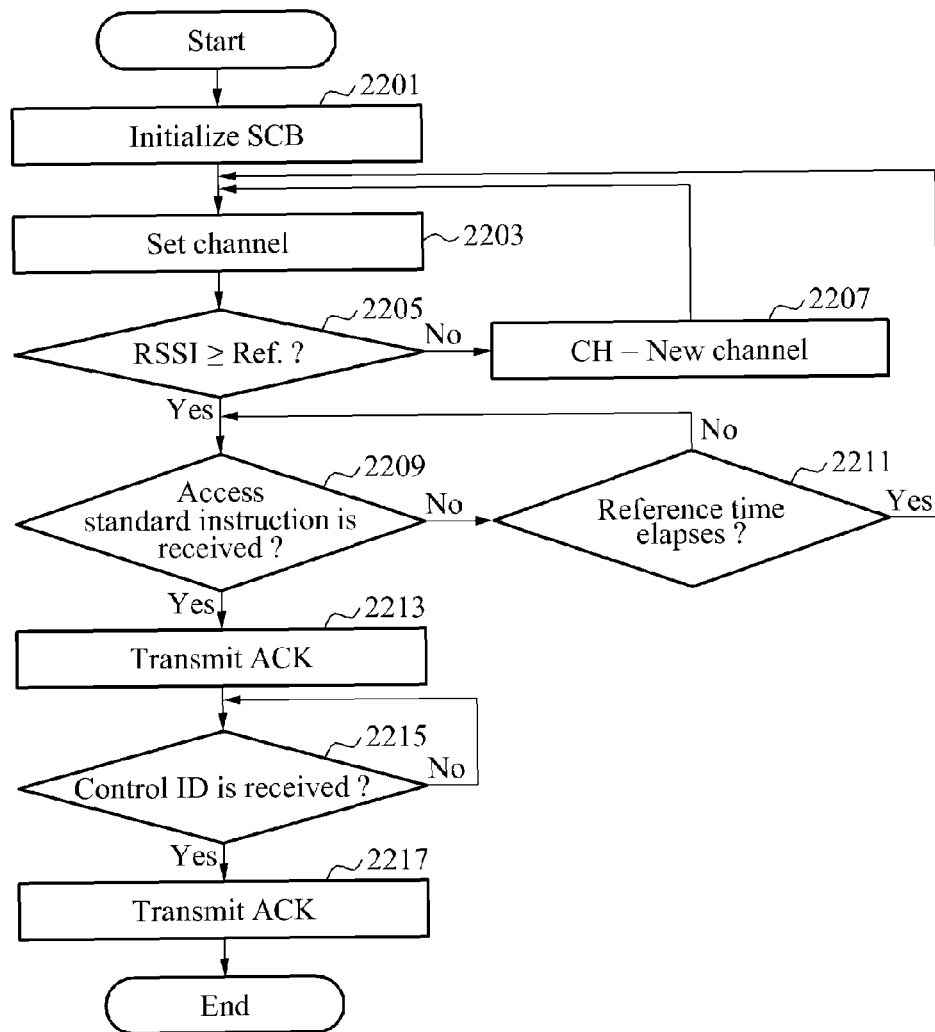 Start
2201
Initialize SCB
Set channel
2203
2205
RSSI ≥ Ref. ?
No
2207
CH – New channel
Yes
No
2209
Access
standard instruction is
received ?
No
2211
Reference time
elapses ?
Yes
Yes
2213
Transmit ACK
2215
Control ID is received ?
No
Yes
2217
Transmit ACK
End